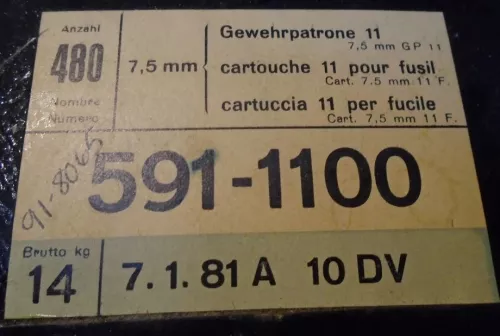 Anzahl
480
Nombre
Numero
7,5 mm
Gewehrpatrone 11
7,5 mm GP 11
cartouche 11 pour fusil
Cart. 7.5 mm 11 F.
cartuccia 11 per fucile
Cart. 7,5 mm 11 F.
91-8065
591-1100
Brutto kg
14
7.1.81 A 10 DV